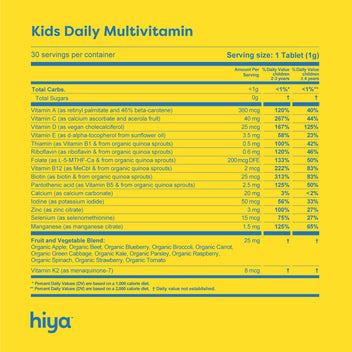 Kids Daily Multivitamin
30 servings per container Serving size: 1 Tablet (1g)
Amount Per Serving % Daily Value children 2-3 years % Daily Value children ≥ 4 years
Total Carbs. <1g <1%* <1%**
Total Sugars 0g † †
Vitamin A (as retinyl palmitate and 46% beta-carotene) 360 mcg 120% 40%
Vitamin C (as calcium ascorbate and acerola fruit) 40 mg 267% 44%
Vitamin D (as vegan cholecalciferol) 25 mcg 167% 125%
Vitamin E (as d-alpha-tocopherol from sunflower oil) 3.5 mg 58% 23%
Thiamin (as Vitamin B1 & from organic quinoa sprouts) 0.5 mg 100% 42%
Riboflavin (as riboflavin & from organic quinoa sprouts) 0.6 mg 120% 46%
Folate (as L-5-MTHF-Ca & from organic quinoa sprouts) 200 mcg DFE 133% 50%
Vitamin B12 (as MeCbl & from organic quinoa sprouts) 2 mcg 222% 83%
Biotin (as biotin & from organic quinoa sprouts) 25 mcg 313% 83%
Pantothenic acid (as Vitamin B5 & from organic quinoa sprouts) 2.5 mg 125% 50%
Calcium (as calcium carbonate) 20 mg 3% <2%
Iodine (as potassium iodide) 50 mcg 56% 33%
Zinc (as zinc citrate) 3 mg 100% 27%
Selenium (as selenomethionine) 15 mcg 75% 27%
Manganese (as manganese citrate) 1.5 mg 125% 65%
Fruit and Vegetable Blend: 25 mg † †
Organic Apple, Organic Beet, Organic Blueberry, Organic Broccoli, Organic Carrot,
Organic Green Cabbage, Organic Kale, Organic Parsley, Organic Raspberry,
Organic Spinach, Organic Strawberry, Organic Tomato
Vitamin K2 (as menaquinone-7) 8 mcg † †
* Percent Daily Values (DV) are based on a 1,000 calorie diet.
** Percent Daily Values (DV) are based on a 2,000 calorie diet. † Daily value not established.
hiya